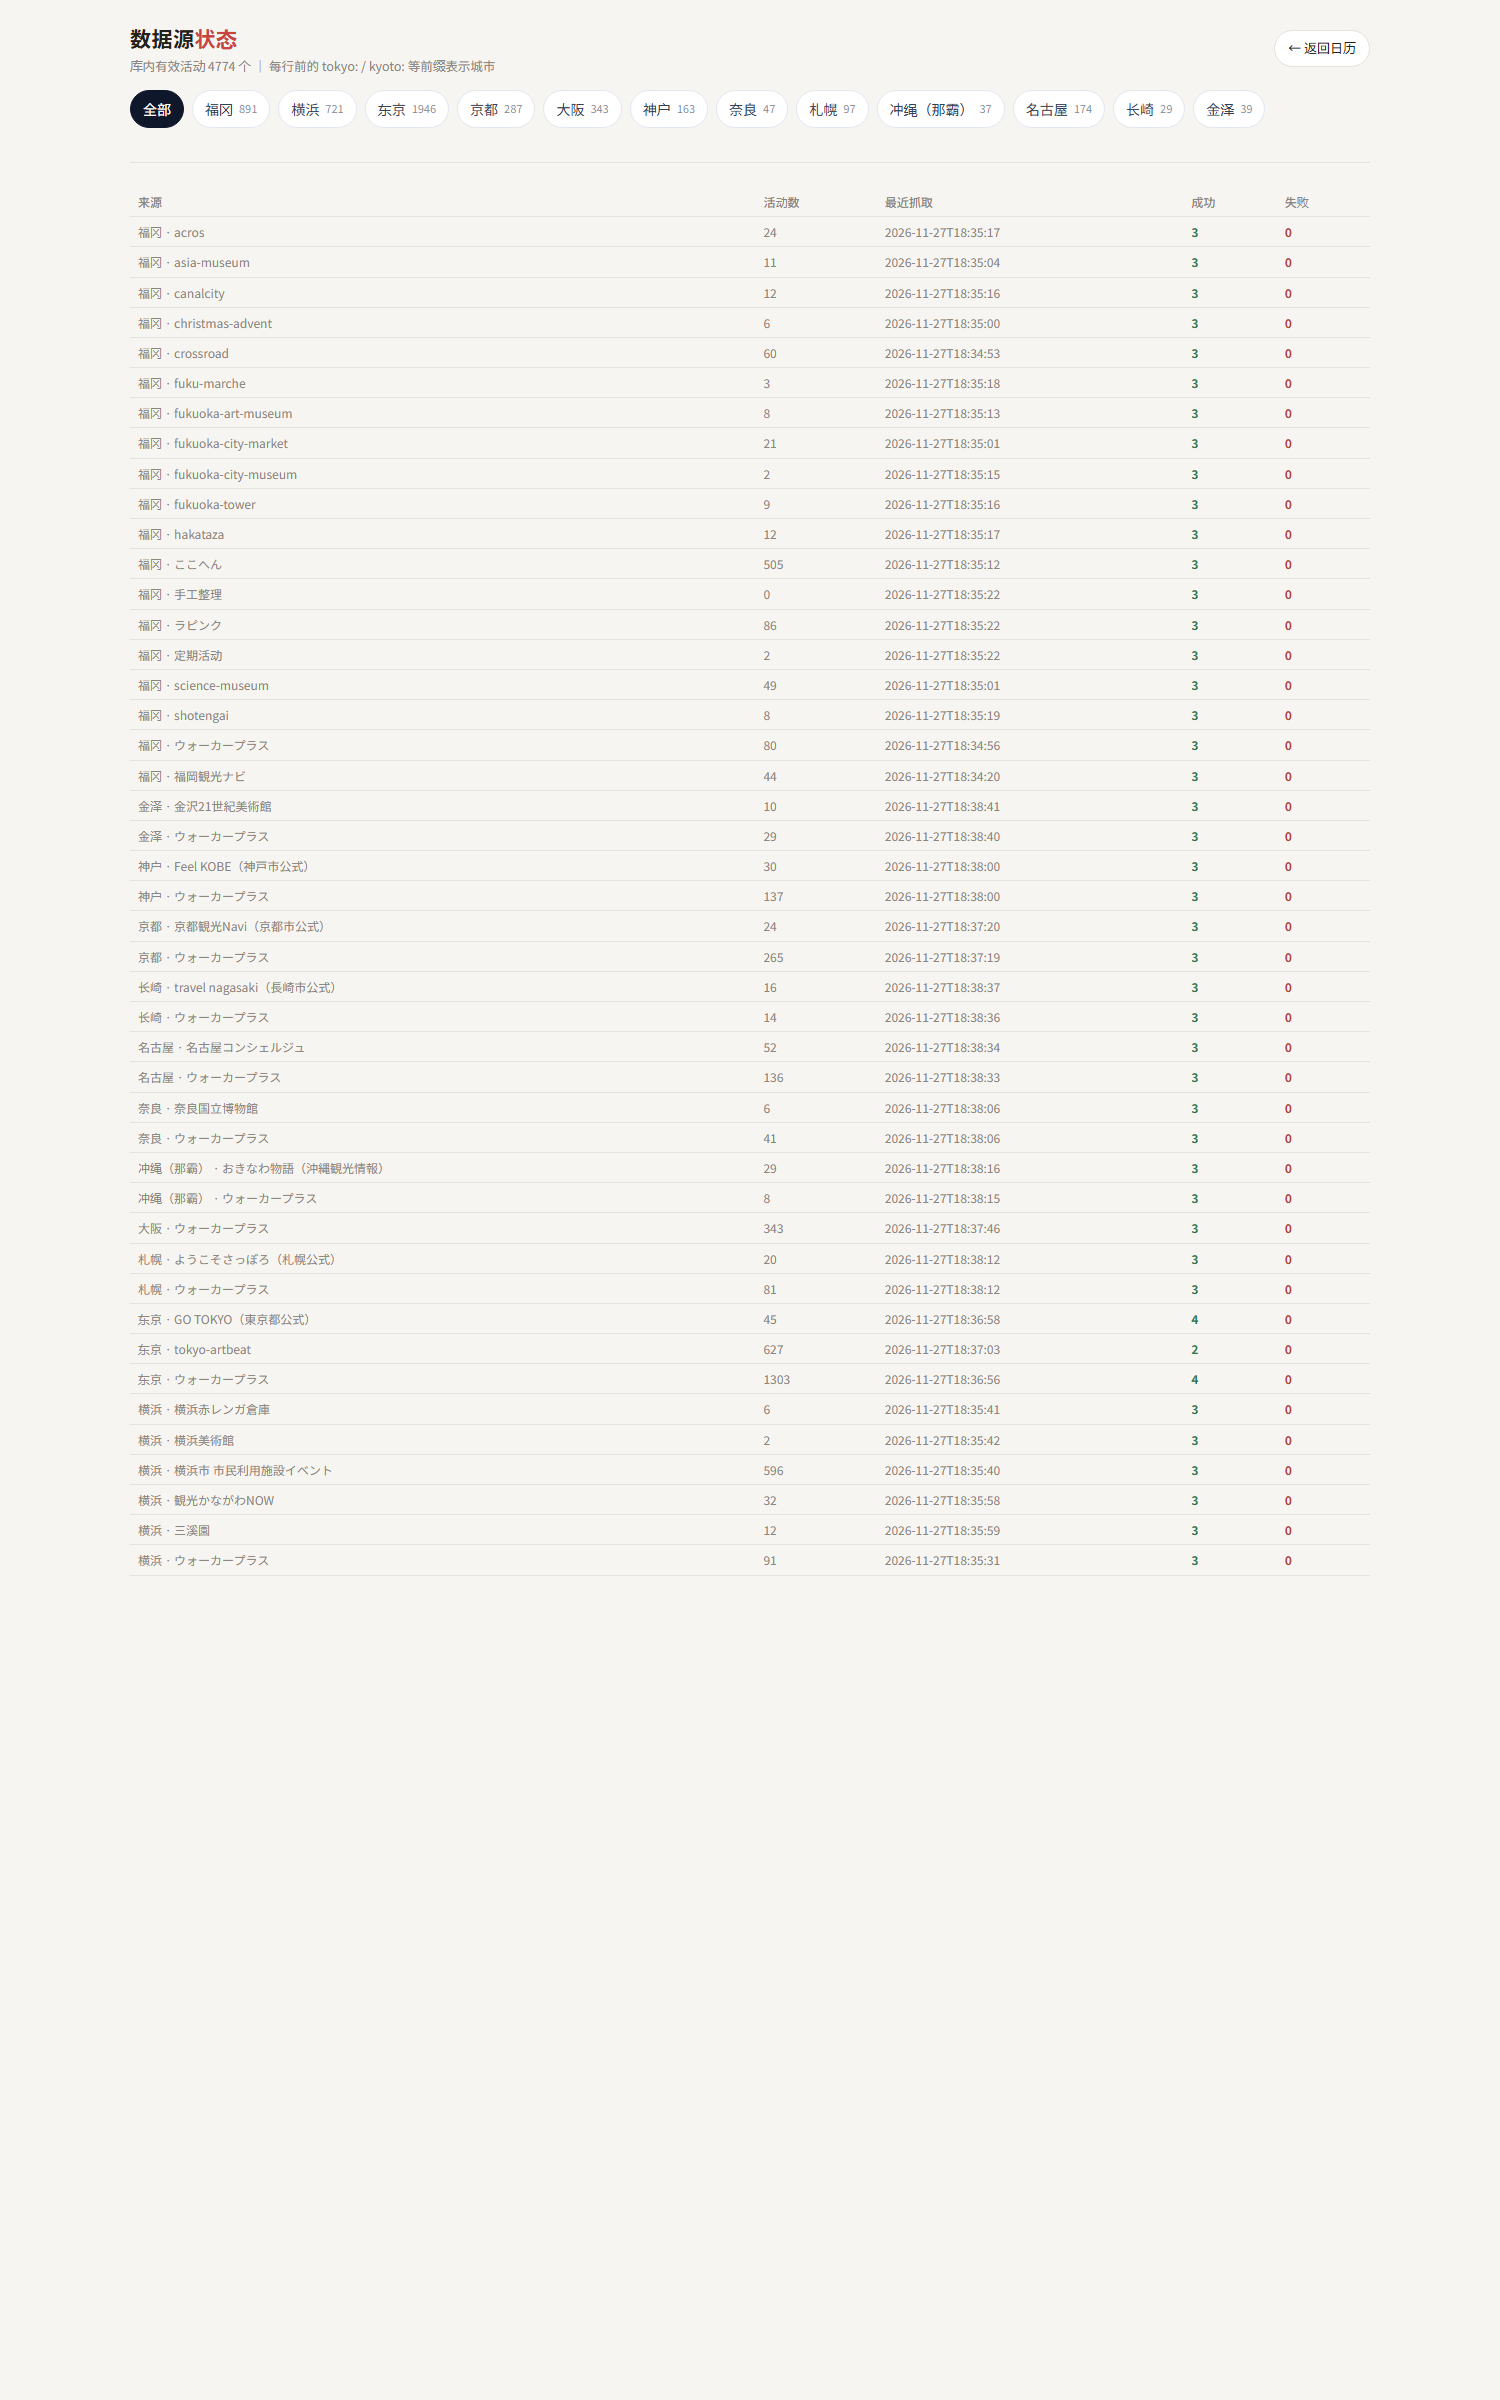 数据源状态
← 返回日历
库内有效活动 4774 个 ｜ 每行前的 tokyo: / kyoto: 等前缀表示城市
全部 福冈 891 横浜 721 东京 1946 京都 287 大阪 343 神户 163 奈良 47 札幌 97 冲绳（那霸） 37 名古屋 174 长崎 29 金泽 39
来源 活动数 最近抓取 成功 失败
福冈 · acros 24 2026-11-27T18:35:17 3 0
福冈 · asia-museum 11 2026-11-27T18:35:04 3 0
福冈 · canalcity 12 2026-11-27T18:35:16 3 0
福冈 · christmas-advent 6 2026-11-27T18:35:00 3 0
福冈 · crossroad 60 2026-11-27T18:34:53 3 0
福冈 · fuku-marche 3 2026-11-27T18:35:18 3 0
福冈 · fukuoka-art-museum 8 2026-11-27T18:35:13 3 0
福冈 · fukuoka-city-market 21 2026-11-27T18:35:01 3 0
福冈 · fukuoka-city-museum 2 2026-11-27T18:35:15 3 0
福冈 · fukuoka-tower 9 2026-11-27T18:35:16 3 0
福冈 · hakataza 12 2026-11-27T18:35:17 3 0
福冈 · ここへん 505 2026-11-27T18:35:12 3 0
福冈 · 手工整理 0 2026-11-27T18:35:22 3 0
福冈 · ラピンク 86 2026-11-27T18:35:22 3 0
福冈 · 定期活动 2 2026-11-27T18:35:22 3 0
福冈 · science-museum 49 2026-11-27T18:35:01 3 0
福冈 · shotengai 8 2026-11-27T18:35:19 3 0
福冈 · ウォーカープラス 80 2026-11-27T18:34:56 3 0
福冈 · 福岡観光ナビ 44 2026-11-27T18:34:20 3 0
金泽 · 金沢21世紀美術館 10 2026-11-27T18:38:41 3 0
金泽 · ウォーカープラス 29 2026-11-27T18:38:40 3 0
神户 · Feel KOBE（神戸市公式） 30 2026-11-27T18:38:00 3 0
神户 · ウォーカープラス 137 2026-11-27T18:38:00 3 0
京都 · 京都観光Navi（京都市公式） 24 2026-11-27T18:37:20 3 0
京都 · ウォーカープラス 265 2026-11-27T18:37:19 3 0
长崎 · travel nagasaki（長崎市公式） 16 2026-11-27T18:38:37 3 0
长崎 · ウォーカープラス 14 2026-11-27T18:38:36 3 0
名古屋 · 名古屋コンシェルジュ 52 2026-11-27T18:38:34 3 0
名古屋 · ウォーカープラス 136 2026-11-27T18:38:33 3 0
奈良 · 奈良国立博物館 6 2026-11-27T18:38:06 3 0
奈良 · ウォーカープラス 41 2026-11-27T18:38:06 3 0
冲绳（那霸） · おきなわ物語（沖縄観光情報） 29 2026-11-27T18:38:16 3 0
冲绳（那霸） · ウォーカープラス 8 2026-11-27T18:38:15 3 0
大阪 · ウォーカープラス 343 2026-11-27T18:37:46 3 0
札幌 · ようこそさっぽろ（札幌公式） 20 2026-11-27T18:38:12 3 0
札幌 · ウォーカープラス 81 2026-11-27T18:38:12 3 0
东京 · GO TOKYO（東京都公式） 45 2026-11-27T18:36:58 4 0
东京 · tokyo-artbeat 627 2026-11-27T18:37:03 2 0
东京 · ウォーカープラス 1303 2026-11-27T18:36:56 4 0
横浜 · 横浜赤レンガ倉庫 6 2026-11-27T18:35:41 3 0
横浜 · 横浜美術館 2 2026-11-27T18:35:42 3 0
横浜 · 横浜市 市民利用施設イベント 596 2026-11-27T18:35:40 3 0
横浜 · 観光かながわNOW 32 2026-11-27T18:35:58 3 0
横浜 · 三溪園 12 2026-11-27T18:35:59 3 0
横浜 · ウォーカープラス 91 2026-11-27T18:35:31 3 0